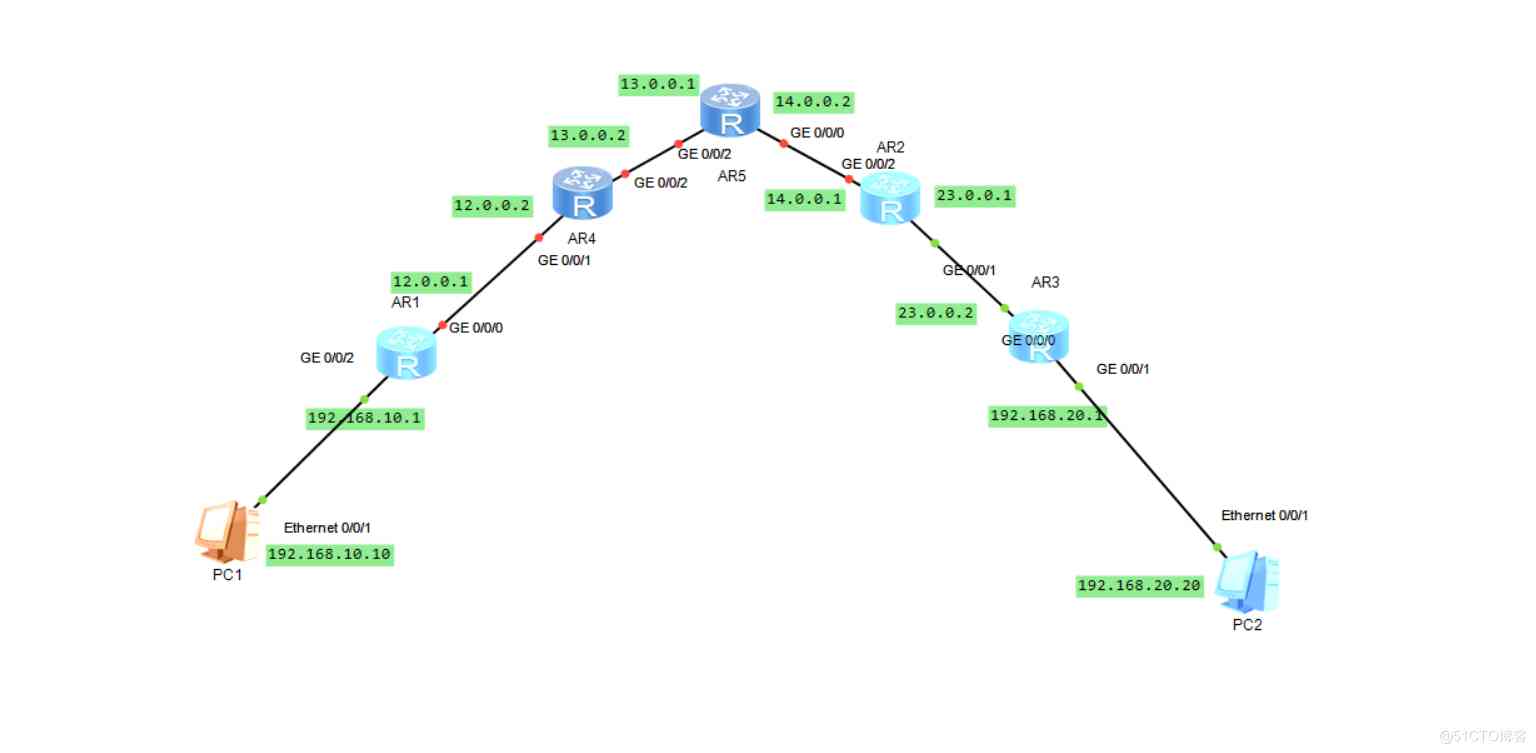 13.0.0.1
14.0.0.2
13.0.0.2
GE 0/0/0
GE 0/0/2
AR2
GE 0/0/2
AR5
GE 0/0/2
12.0.0.2
14.0.0.1
23.0.0.1
AR4
GE 0/0/1
GE 0/0/1
12.0.0.1
AR1
AR3
23.0.0.2
GE 0/0/0
GE 0/0/0
GE 0/0/2
GE 0/0/1
192.168.10.1
192.168.20.1
Ethernet 0/0/1
Ethernet 0/0/1
192.168.10.10
PC1
192.168.20.20
PC2
@51CTO博客